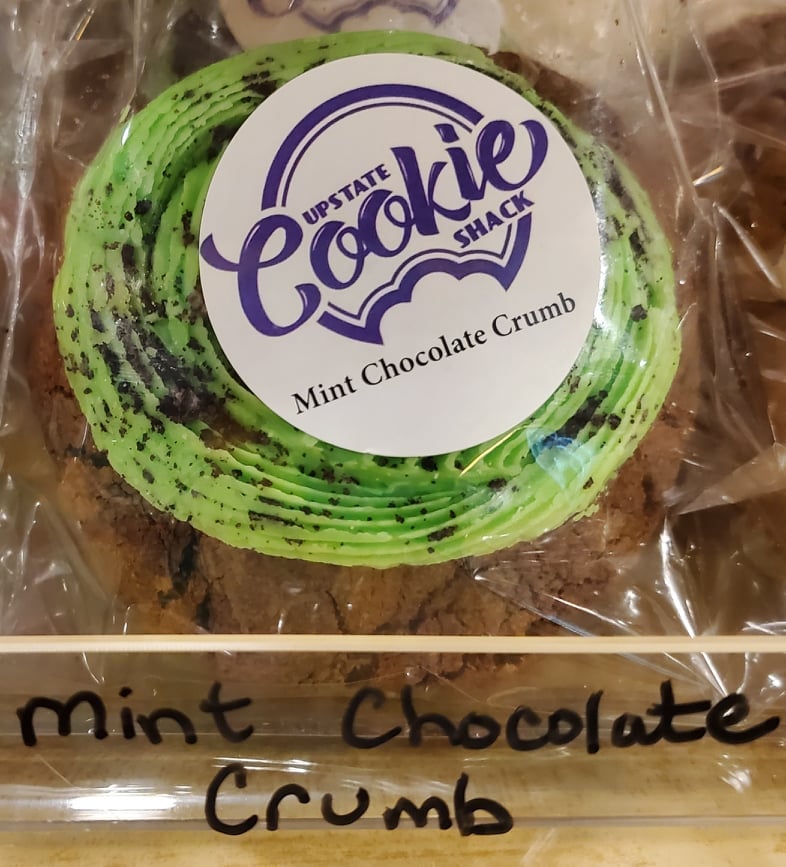 UPSTATE
Cookie
SHACK
Mint Chocolate Crumb
Mint Chocolate
Crumb